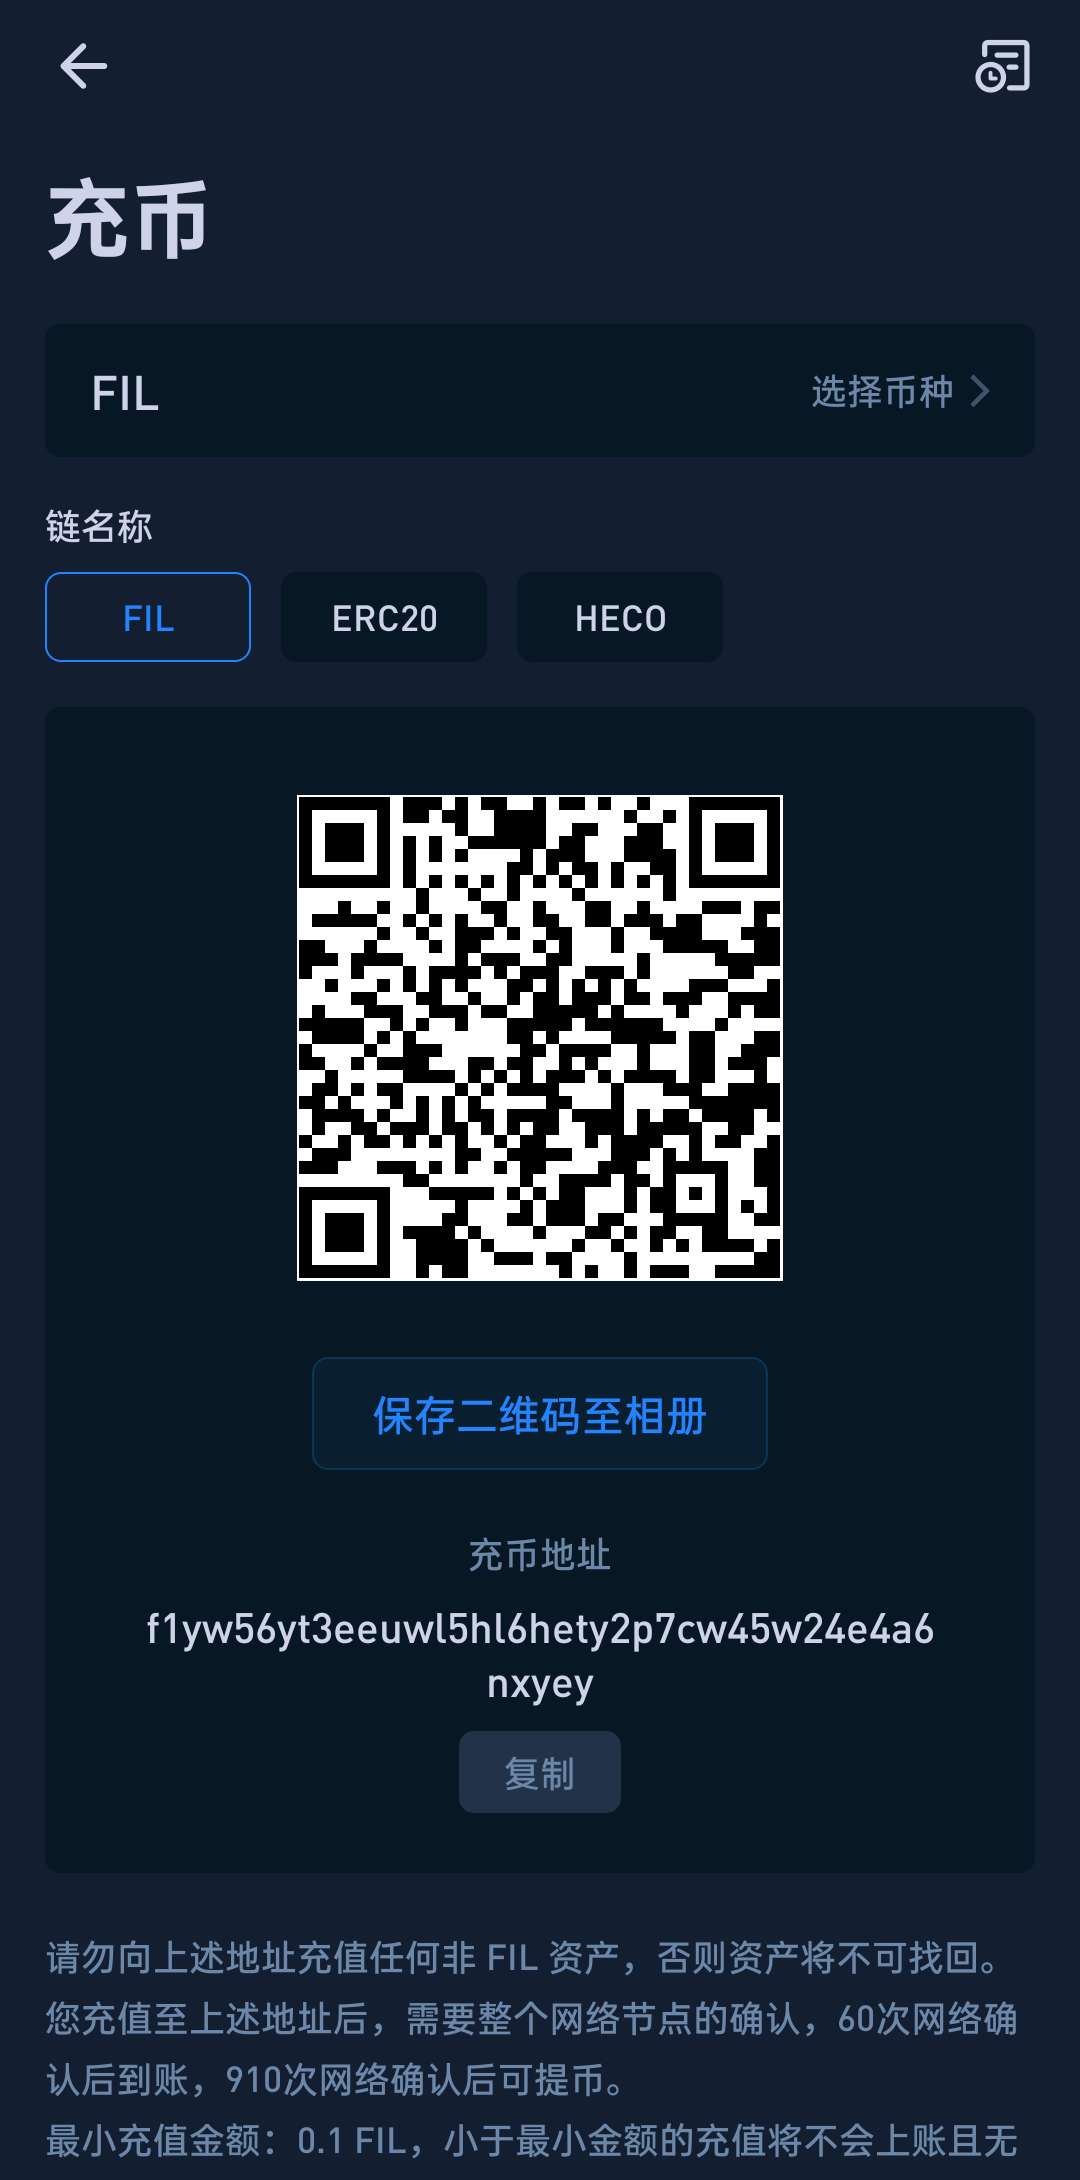 充币
FIL 选择币种
链名称
FIL ERC20 HECO
保存二维码至相册
充币地址
f1yw56yt3eeuwl5hl6hety2p7cw45w24e4a6
nxyey
复制
请勿向上述地址充值任何非 FIL 资产，否则资产将不可找回。
您充值至上述地址后，需要整个网络节点的确认，60次网络确
认后到账，910次网络确认后可提币。
最小充值金额：0.1 FIL，小于最小金额的充值将不会上账且无